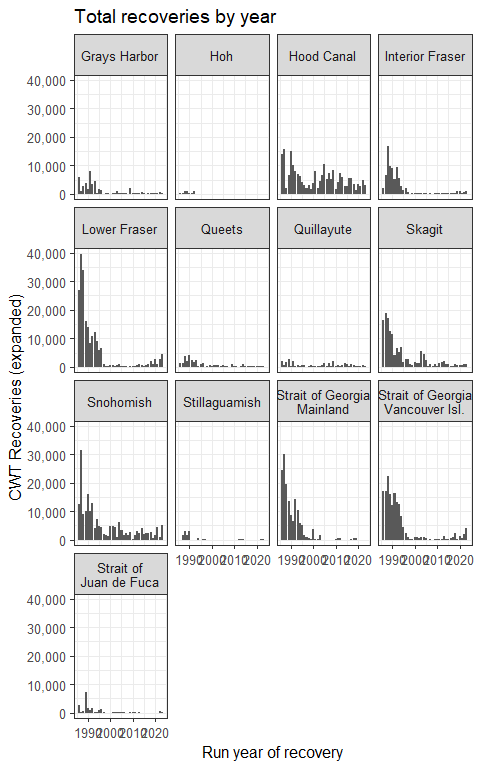 Total recoveries by year
Grays Harbor
Hoh
Hood Canal
Interior Fraser
40,000
30,000
20,000
10,000
0
Lower Fraser
Queets
Quillayute
Skagit
40,000
30,000
20,000
10,000
0
CWT Recoveries (expanded)
Snohomish
Stillaguamish
Strait of Georgia
Mainland
Strait of Georgia
Vancouver Isl.
40,000
30,000
20,000
10,000
0
1990 2000 2010 2020
1990 2000 2010 2020
1990 2000 2010 2020
Strait of
Juan de Fuca
40,000
30,000
20,000
10,000
0
1990 2000 2010 2020
Run year of recovery